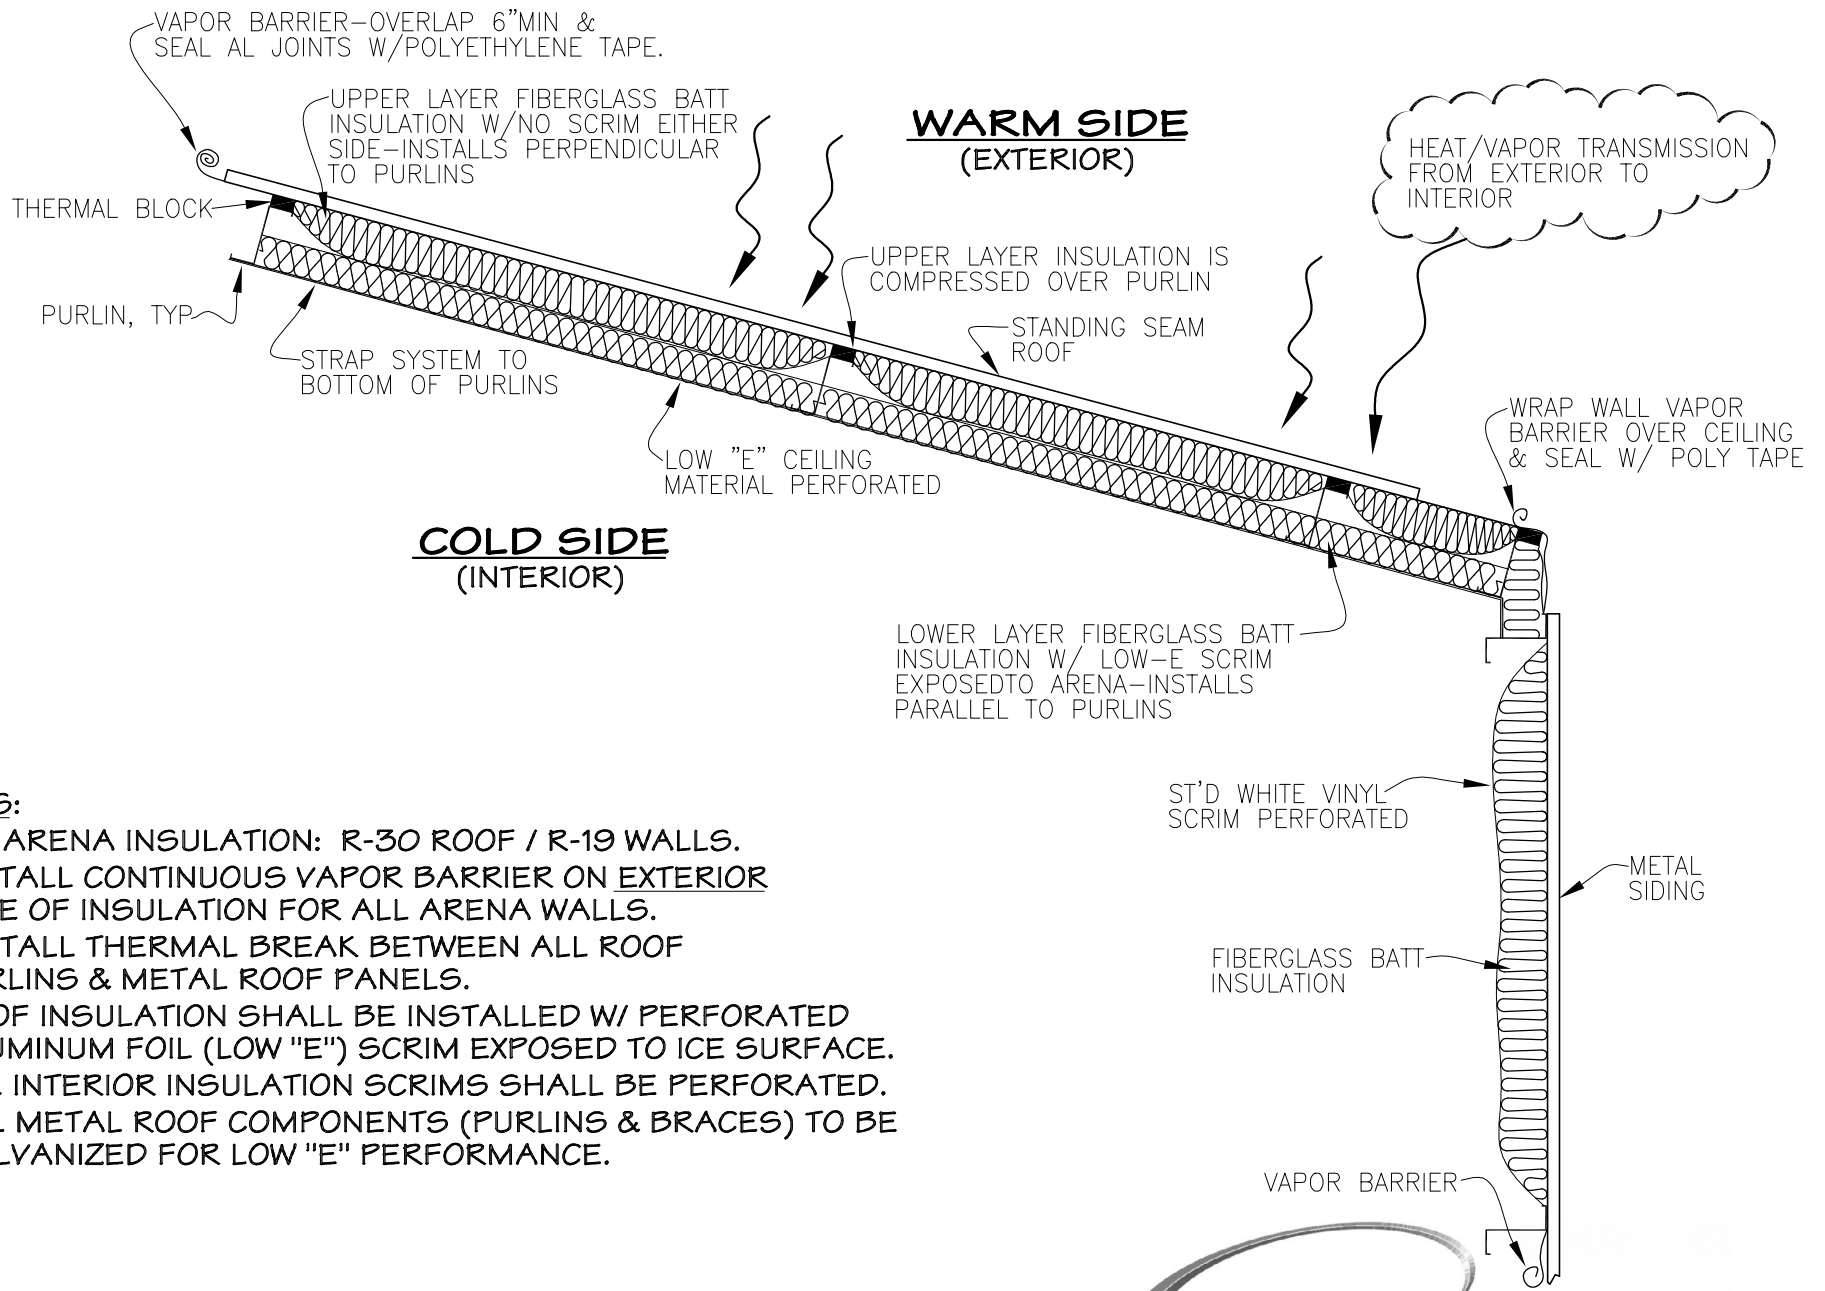 VAPOR BARRIER-OVERLAP 6"MIN &
SEAL AL JOINTS W/POLYETHYLENE TAPE.
UPPER LAYER FIBERGLASS BATT
INSULATION W/NO SCRIM EITHER
SIDE-INSTALLS PERPENDICULAR
TO PURLINS
WARM SIDE
(EXTERIOR)
HEAT/VAPOR TRANSMISSION
FROM EXTERIOR TO
INTERIOR
THERMAL BLOCK
UPPER LAYER INSULATION IS
COMPRESSED OVER PURLIN
PURLIN, TYP
STANDING SEAM
ROOF
STRAP SYSTEM TO
BOTTOM OF PURLINS
WRAP WALL VAPOR
BARRIER OVER CEILING
& SEAL W/ POLY TAPE
LOW "E" CEILING
MATERIAL PERFORATED
COLD SIDE
(INTERIOR)
LOWER LAYER FIBERGLASS BATT
INSULATION W/ LOW-E SCRIM
EXPOSEDTO ARENA-INSTALLS
PARALLEL TO PURLINS
ST'D WHITE VINYL
SCRIM PERFORATED
METAL
SIDING
FIBERGLASS BATT
INSULATION
VAPOR BARRIER
S:
ARENA INSULATION: R-30 ROOF / R-19 WALLS.
TALL CONTINUOUS VAPOR BARRIER ON EXTERIOR
E OF INSULATION FOR ALL ARENA WALLS.
TALL THERMAL BREAK BETWEEN ALL ROOF
RLINS & METAL ROOF PANELS.
OF INSULATION SHALL BE INSTALLED W/ PERFORATED
UMINUM FOIL (LOW "E") SCRIM EXPOSED TO ICE SURFACE.
INTERIOR INSULATION SCRIMS SHALL BE PERFORATED.
L METAL ROOF COMPONENTS (PURLINS & BRACES) TO BE
LVANIZED FOR LOW "E" PERFORMANCE.